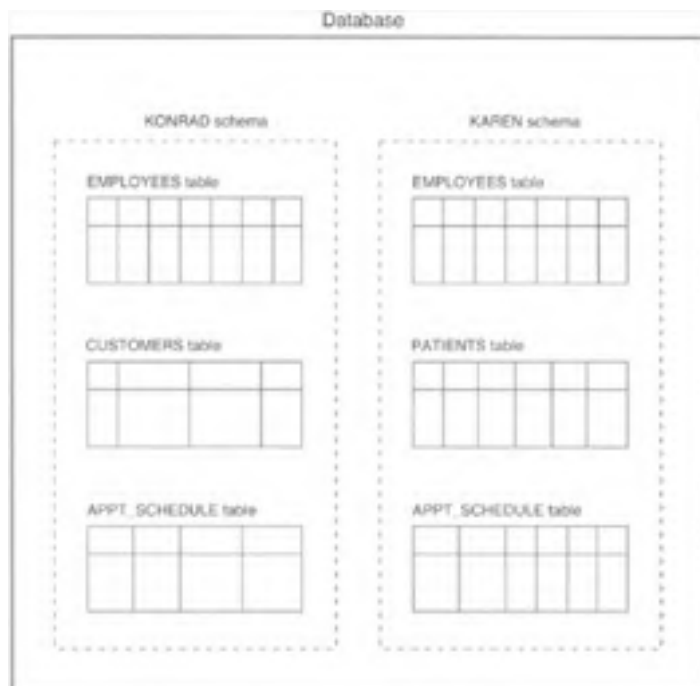 Database
KONRAD schema
EMPLOYEES table
CUSTOMERS table
APPT_SCHEDULE table
KAREN schema
EMPLOYEES table
PATIENTS table
APPT_SCHEDULE table